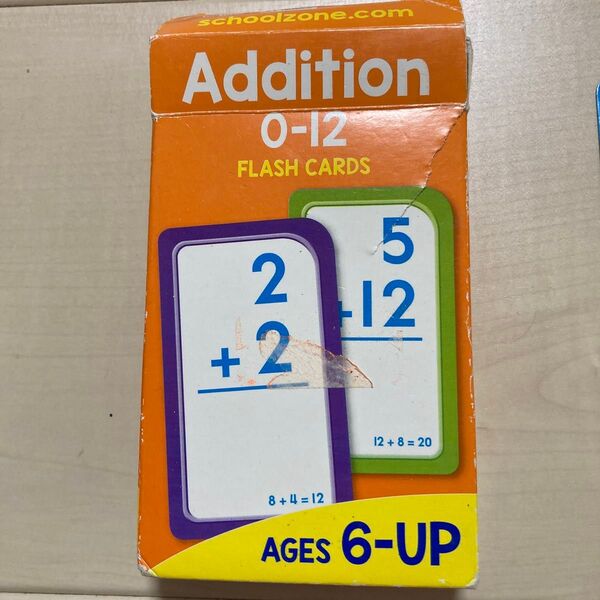 schoolzone.com
Addition
0-12
FLASH CARDS
2
+ 2
8 + 4 = 12
5
+12
12 + 8 = 20
AGES 6-UP